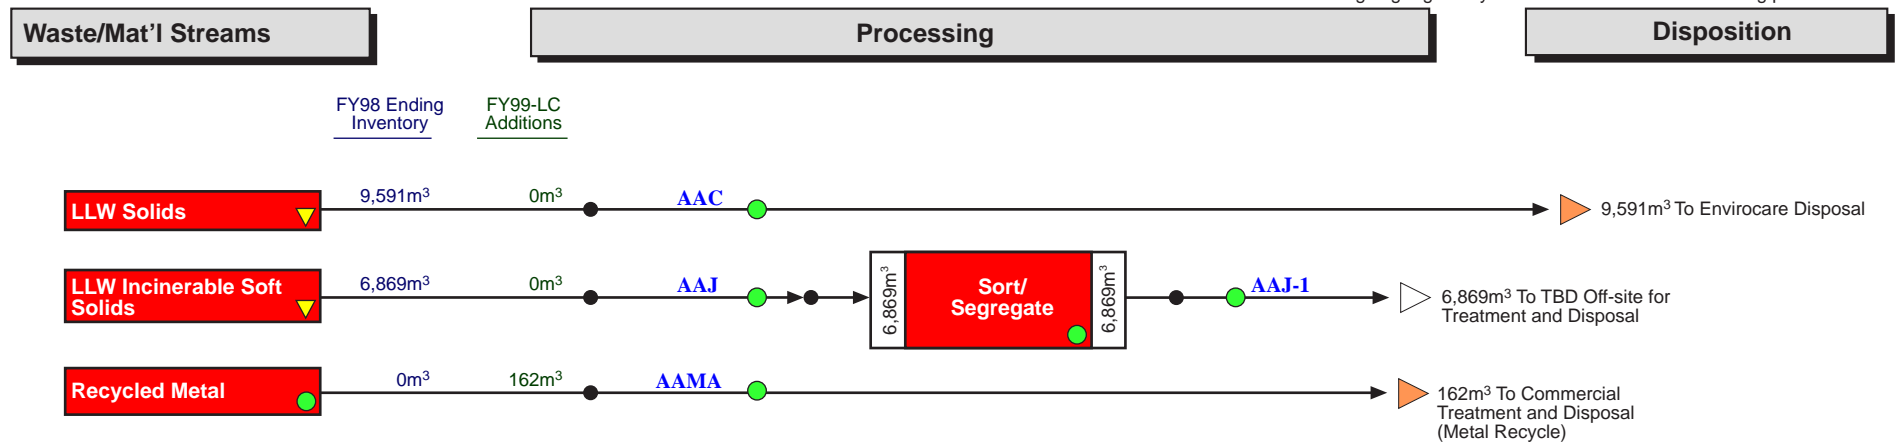 Waste/Mat'l Streams
Processing
Disposition
FY98 Ending
Inventory
FY99-LC
Additions
LLW Solids
9,591m³
0m³
AAC
9,591m³ To Envirocare Disposal
LLW Incinerable Soft
Solids
6,869m³
0m³
AAJ
6,869m³
Sort/
Segregate
6,869m³
AAJ-1
6,869m³ To TBD Off-site for
Treatment and Disposal
Recycled Metal
0m³
162m³
AAMA
162m³ To Commercial
Treatment and Disposal
(Metal Recycle)